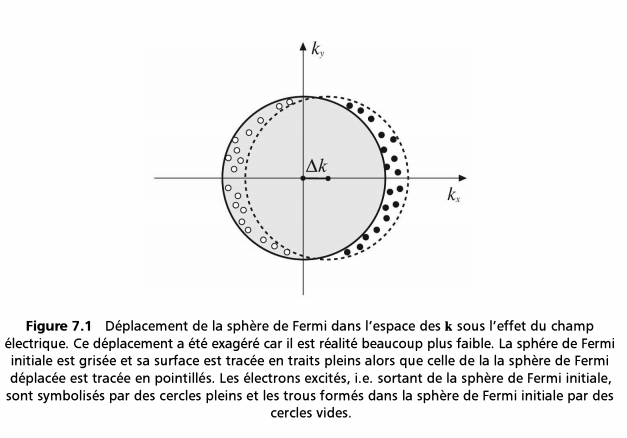 k_y
Δk
k_x
Figure 7.1 Déplacement de la sphère de Fermi dans l'espace des k sous l'effet du champ
électrique. Ce déplacement a été exagéré car il est réalité beaucoup plus faible. La sphére de Fermi
initiale est grisée et sa surface est tracée en traits pleins alors que celle de la la sphère de Fermi
déplacée est tracée en pointillés. Les électrons excités, i.e. sortant de la sphère de Fermi initiale,
sont symbolisés par des cercles pleins et les trous formés dans la sphère de Fermi initiale par des
cercles vides.